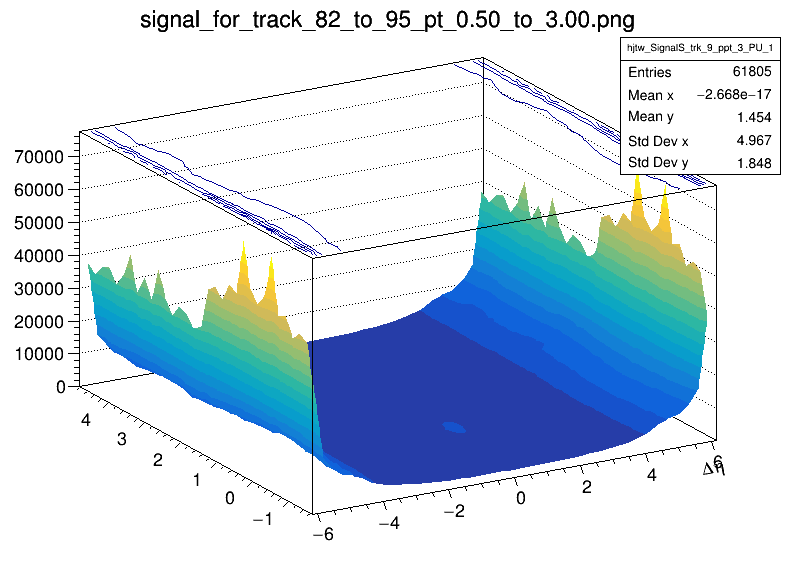 signal_for_track_82_to_95_pt_0.50_to_3.00.png
hjtw_SignalS_trk_9_ppt_3_PU_1
Entries 61805
Mean x −2.668e−17
Mean y 1.454
Std Dev x 4.967
Std Dev y 1.848
70000
60000
50000
40000
30000
20000
10000
0
4
3
2
1
0
−1
−6
−4
−2
0
2
4
6
Δη